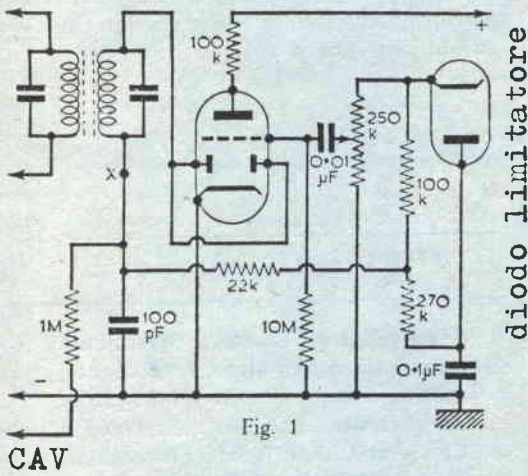 100
k
+
250
k
0·01
μF
100
k
X
22k
270
k
1M
100
pF
10M
0·1μF
-
Fig. 1
CAV
diodo limitatore